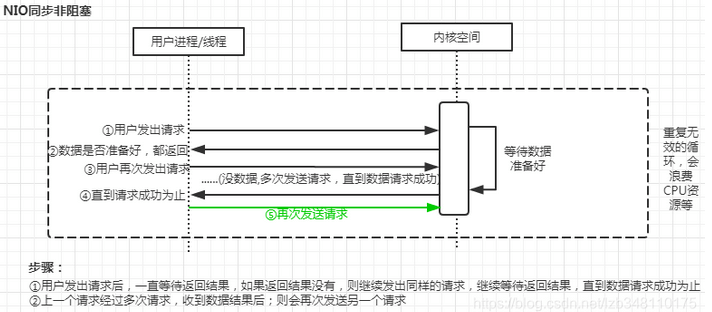 NIO同步非阻塞
用户进程/线程
内核空间
①用户发出请求
②数据是否准备好，都返回
③用户再次发出请求
......(没数据,多次发送请求，直到数据请求成功)
④直到请求成功为止
⑤再次发送请求
等待数据
准备好
重复无
效的循
环，会
浪费
CPU资
源等
步骤：
①用户发出请求后，一直等待返回结果，如果返回结果没有，则继续发出同样的请求，继续等待返回结果，直到数据请求成功为止
②上一个请求经过多次请求，收到数据结果后；则会再次发送另一个请求
https://blog.csdn.net/lzb348110175